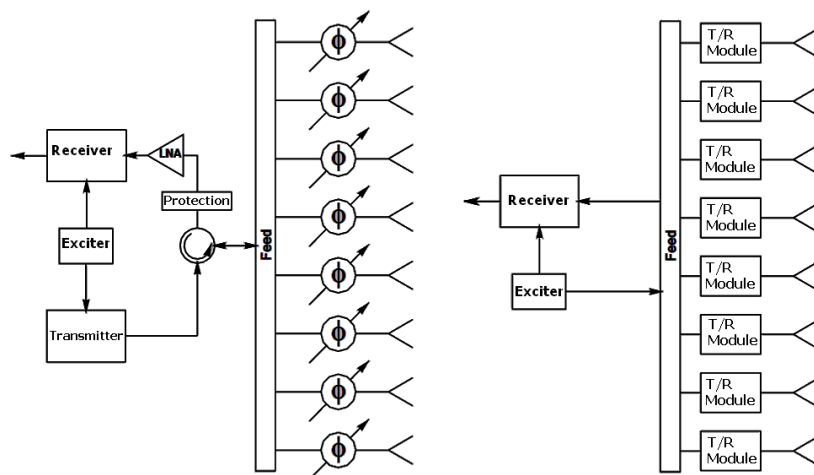 Receiver
LNA
Protection
Exciter
Transmitter
Feed
ϕ
ϕ
ϕ
ϕ
ϕ
ϕ
ϕ
ϕ
Receiver
Exciter
Feed
T/R
Module
T/R
Module
T/R
Module
T/R
Module
T/R
Module
T/R
Module
T/R
Module
T/R
Module